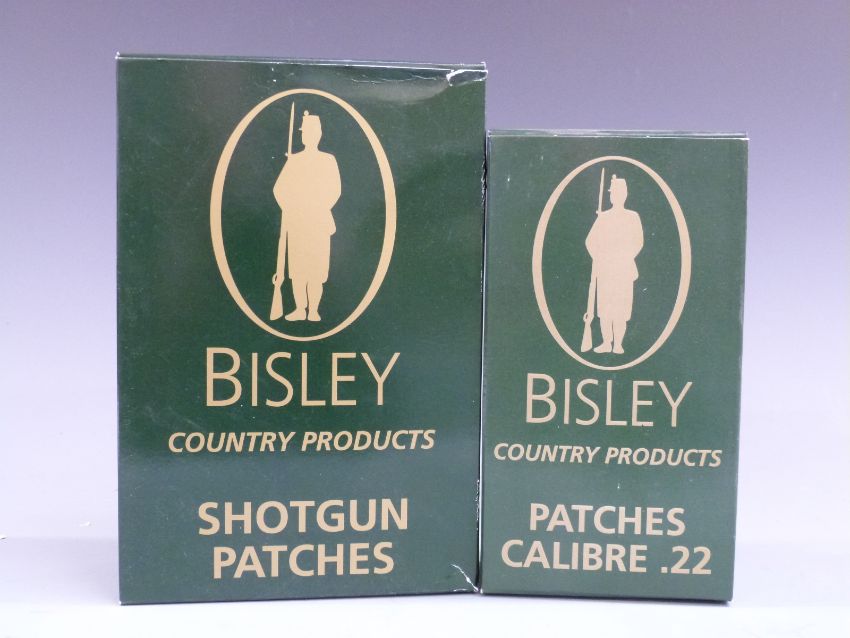 BISLEY
COUNTRY PRODUCTS
SHOTGUN
PATCHES
BISLEY
COUNTRY PRODUCTS
PATCHES
CALIBRE .22